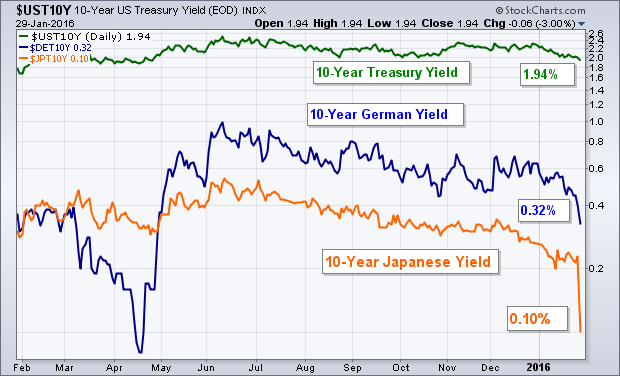 $UST10Y 10-Year US Treasury Yield (EOD) INDX
© StockCharts.com
29-Jan-2016
Open 1.94 High 1.94 Low 1.94 Close 1.94 Chg -0.06 (-3.00%)
$UST10Y (Daily) 1.94
$DET10Y 0.32
$JPT10Y 0.10
10-Year Treasury Yield
1.94%
10-Year German Yield
0.32%
10-Year Japanese Yield
0.10%
2.6
2.4
2.2
2.0
1.8
1.6
1.0
0.8
0.6
0.4
0.2
Feb Mar Apr May Jun Jul Aug Sep Oct Nov Dec 2016